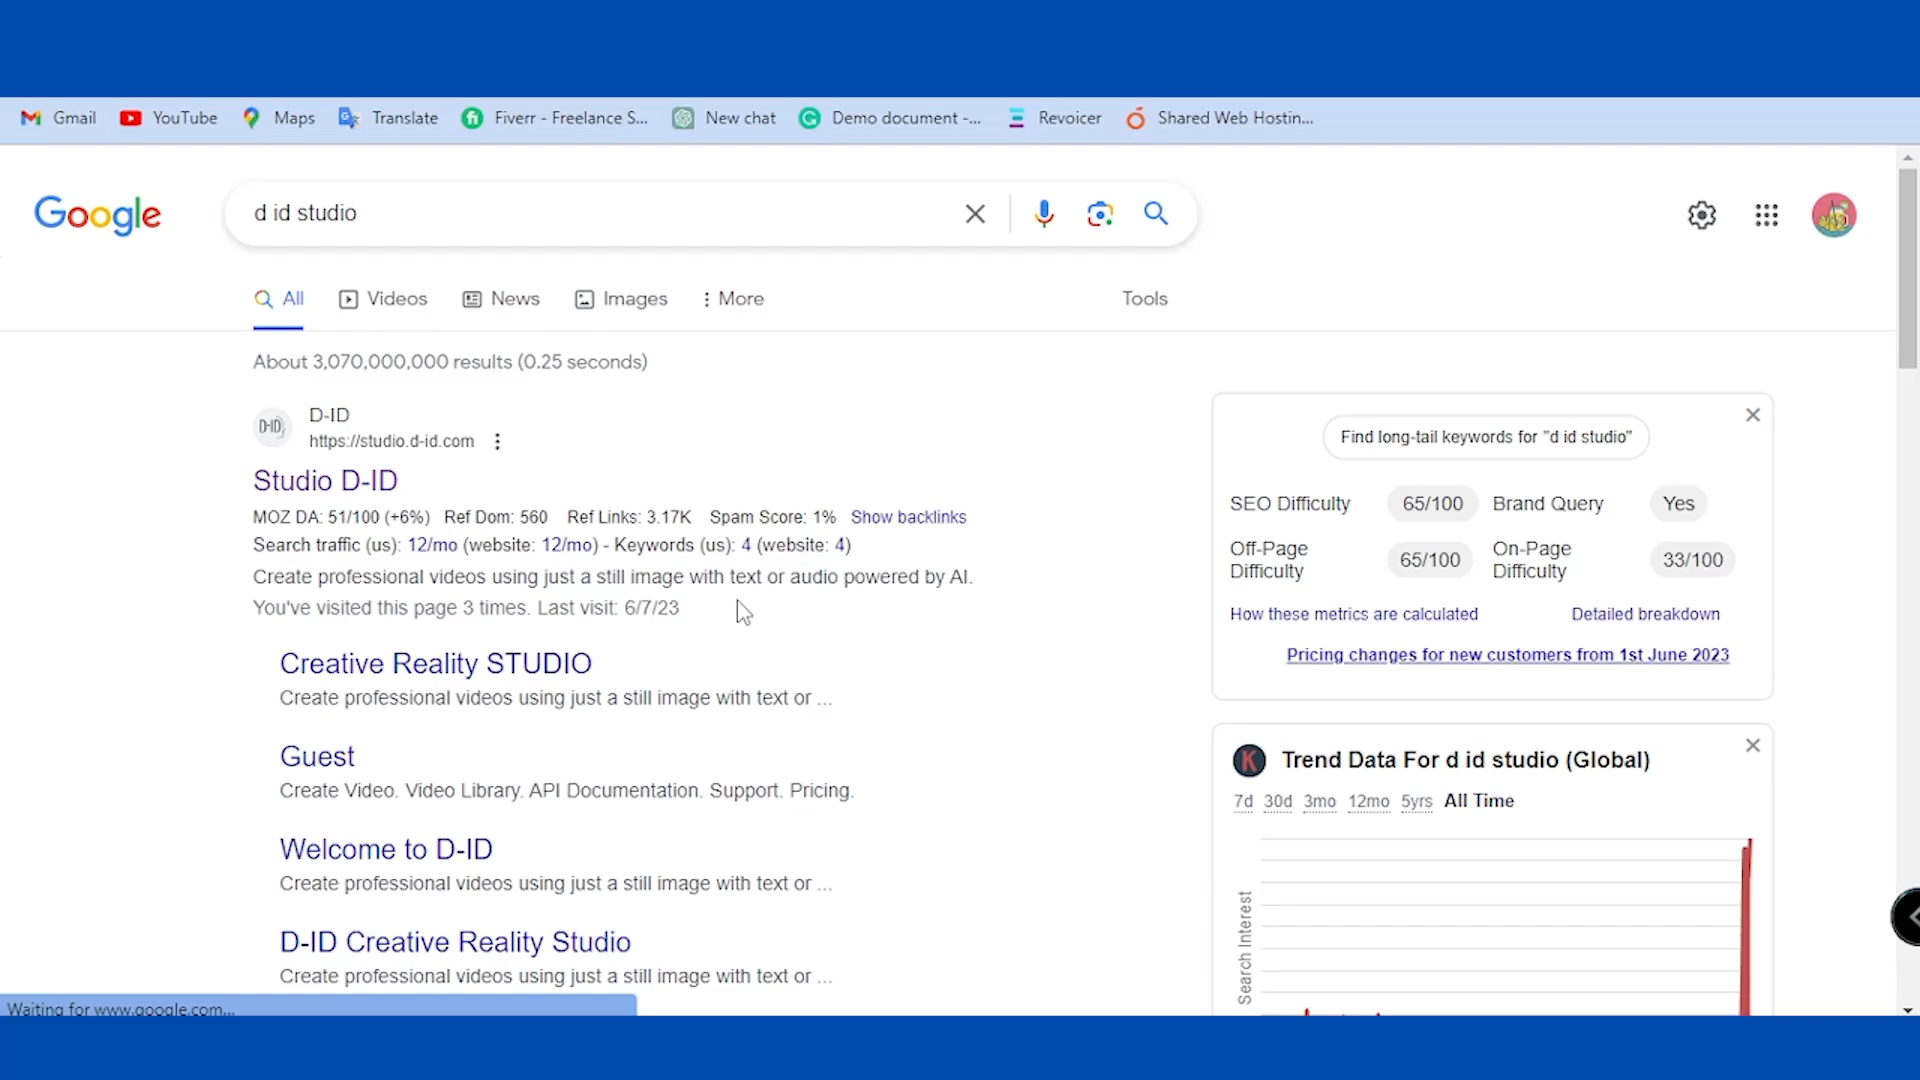 Gmail YouTube Maps Translate Fiverr - Freelance S... New chat Demo document -... Revoicer Shared Web Hostin...
Google d id studio
All Videos News Images More Tools
About 3,070,000,000 results (0.25 seconds)
D-ID
D-ID https://studio.d-id.com
Studio D-ID
MOZ DA: 51/100 (+6%) Ref Dom: 560 Ref Links: 3.17K Spam Score: 1% Show backlinks
Search traffic (us): 12/mo (website: 12/mo) - Keywords (us): 4 (website: 4)
Create professional videos using just a still image with text or audio powered by AI.
You've visited this page 3 times. Last visit: 6/7/23
Creative Reality STUDIO
Create professional videos using just a still image with text or ...
Guest
Create Video. Video Library. API Documentation. Support. Pricing.
Welcome to D-ID
Create professional videos using just a still image with text or ...
D-ID Creative Reality Studio
Create professional videos using just a still image with text or ...
Waiting for www.google.com...
Find long-tail keywords for "d id studio"
SEO Difficulty 65/100 Brand Query Yes
Off-Page Difficulty 65/100 On-Page Difficulty 33/100
How these metrics are calculated Detailed breakdown
Pricing changes for new customers from 1st June 2023
K Trend Data For d id studio (Global)
7d 30d 3mo 12mo 5yrs All Time
Search Interest